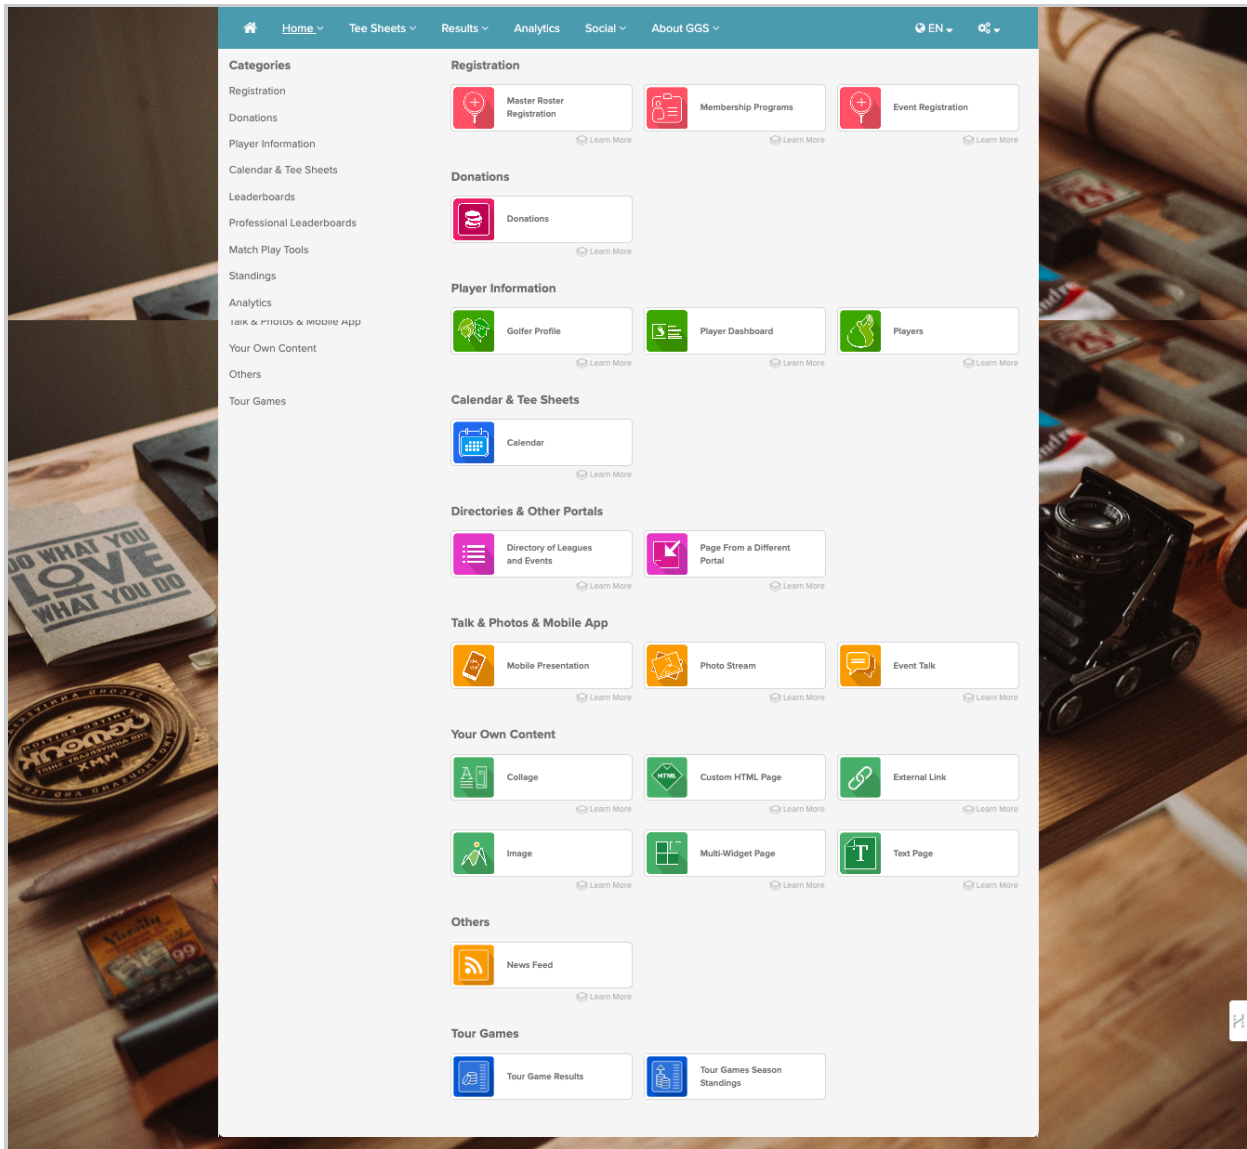 Home
Tee Sheets
Results
Analytics
Social
About GGS
EN
Categories
Registration
Donations
Player Information
Calendar & Tee Sheets
Leaderboards
Professional Leaderboards
Match Play Tools
Standings
Analytics
Talk & Photos & Mobile App
Your Own Content
Others
Tour Games
Registration
Master Roster
Registration
Learn More
Membership Programs
Learn More
Event Registration
Learn More
Donations
Donations
Learn More
Player Information
Golfer Profile
Learn More
Player Dashboard
Learn More
Players
Learn More
Calendar & Tee Sheets
Calendar
Learn More
Directories & Other Portals
Directory of Leagues
and Events
Learn More
Page From a Different
Portal
Learn More
Talk & Photos & Mobile App
Mobile Presentation
Learn More
Photo Stream
Learn More
Event Talk
Learn More
Your Own Content
Collage
Learn More
HTML
Custom HTML Page
Learn More
External Link
Learn More
Image
Learn More
Multi-Widget Page
Learn More
T
Text Page
Learn More
Others
News Feed
Learn More
Tour Games
Tour Game Results
Tour Games Season
Standings
DO WHAT YOU
LOVE
WHAT YOU DO
LIMITED EDITION
MMX
Varsity
99